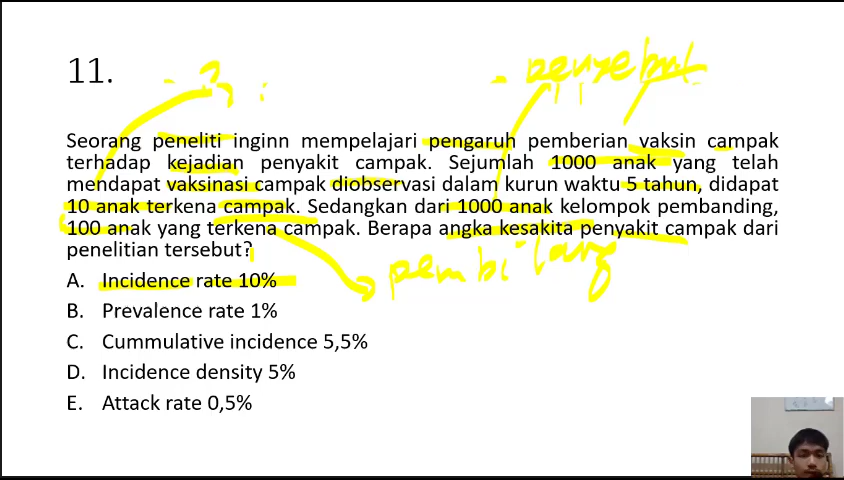 11.
penyebut
Seorang peneliti inginn mempelajari pengaruh pemberian vaksin campak
terhadap kejadian penyakit campak. Sejumlah 1000 anak yang telah
mendapat vaksinasi campak diobservasi dalam kurun waktu 5 tahun, didapat
10 anak terkena campak. Sedangkan dari 1000 anak kelompok pembanding,
100 anak yang terkena campak. Berapa angka kesakita penyakit campak dari
penelitian tersebut?
pembilang
A. Incidence rate 10%
B. Prevalence rate 1%
C. Cummulative incidence 5,5%
D. Incidence density 5%
E. Attack rate 0,5%